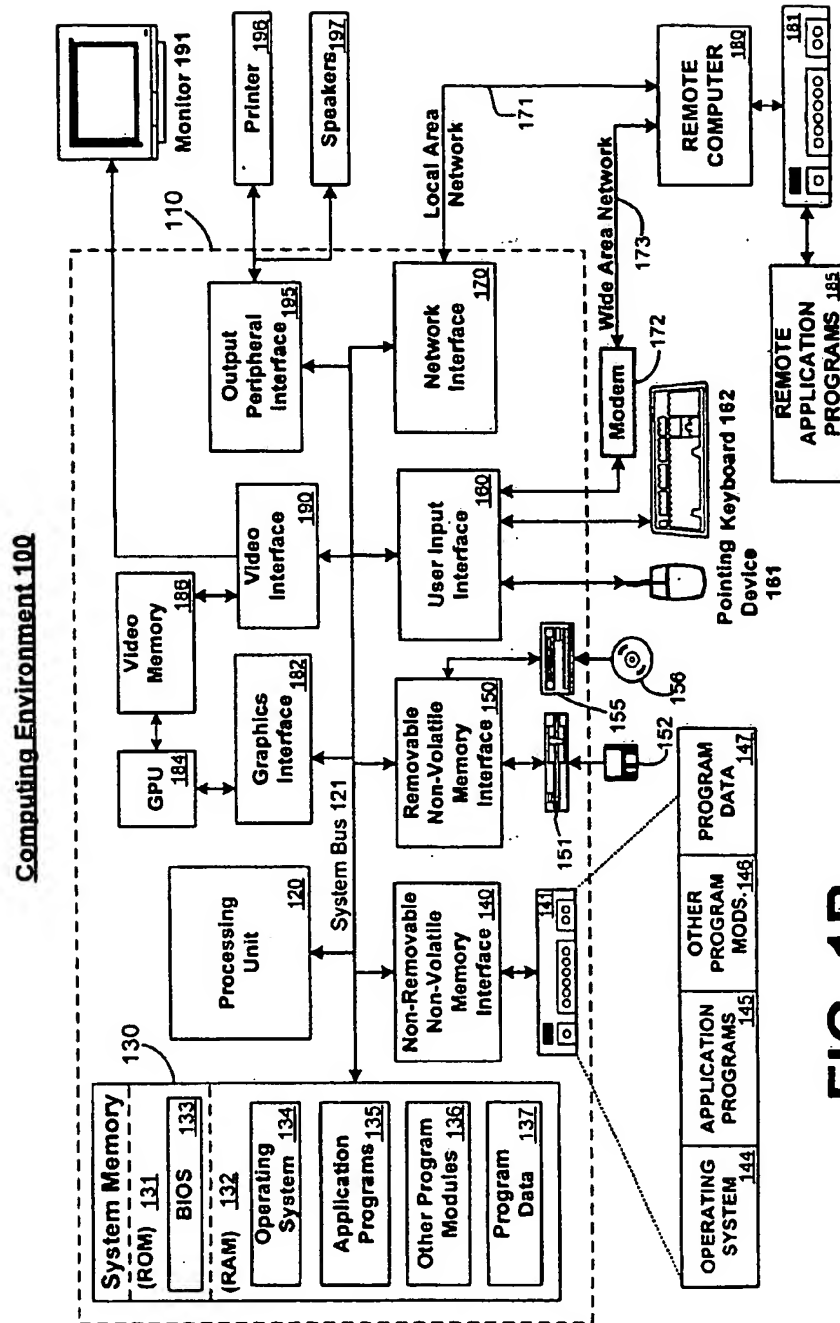 Computing Environment 100
System Memory
130
(ROM) 131
BIOS 133
(RAM) 132
Operating
System 134
Application
Programs 135
Other Program
Modules 136
Program
Data 137
Processing
Unit
120
System Bus 121
GPU
184
Video
Memory
186
Graphics
Interface
182
Video
Interface
190
Output
Peripheral
Interface
195
110
Monitor 191
Printer
196
Speakers
197
Non-Removable
Non-Volatile
Memory
Interface 140
Removable
Non-Volatile
Memory
Interface 150
User Input
Interface
160
Network
Interface
170
Local Area
Network
171
Wide Area Network
173
Modem
172
141
151
152
155
156
Pointing
Device
161
Keyboard 162
REMOTE
COMPUTER
180
181
REMOTE
APPLICATION
PROGRAMS 185
OPERATING
SYSTEM 144
APPLICATION
PROGRAMS 145
OTHER
PROGRAM
MODS. 146
PROGRAM
DATA 147
FIG. 1B